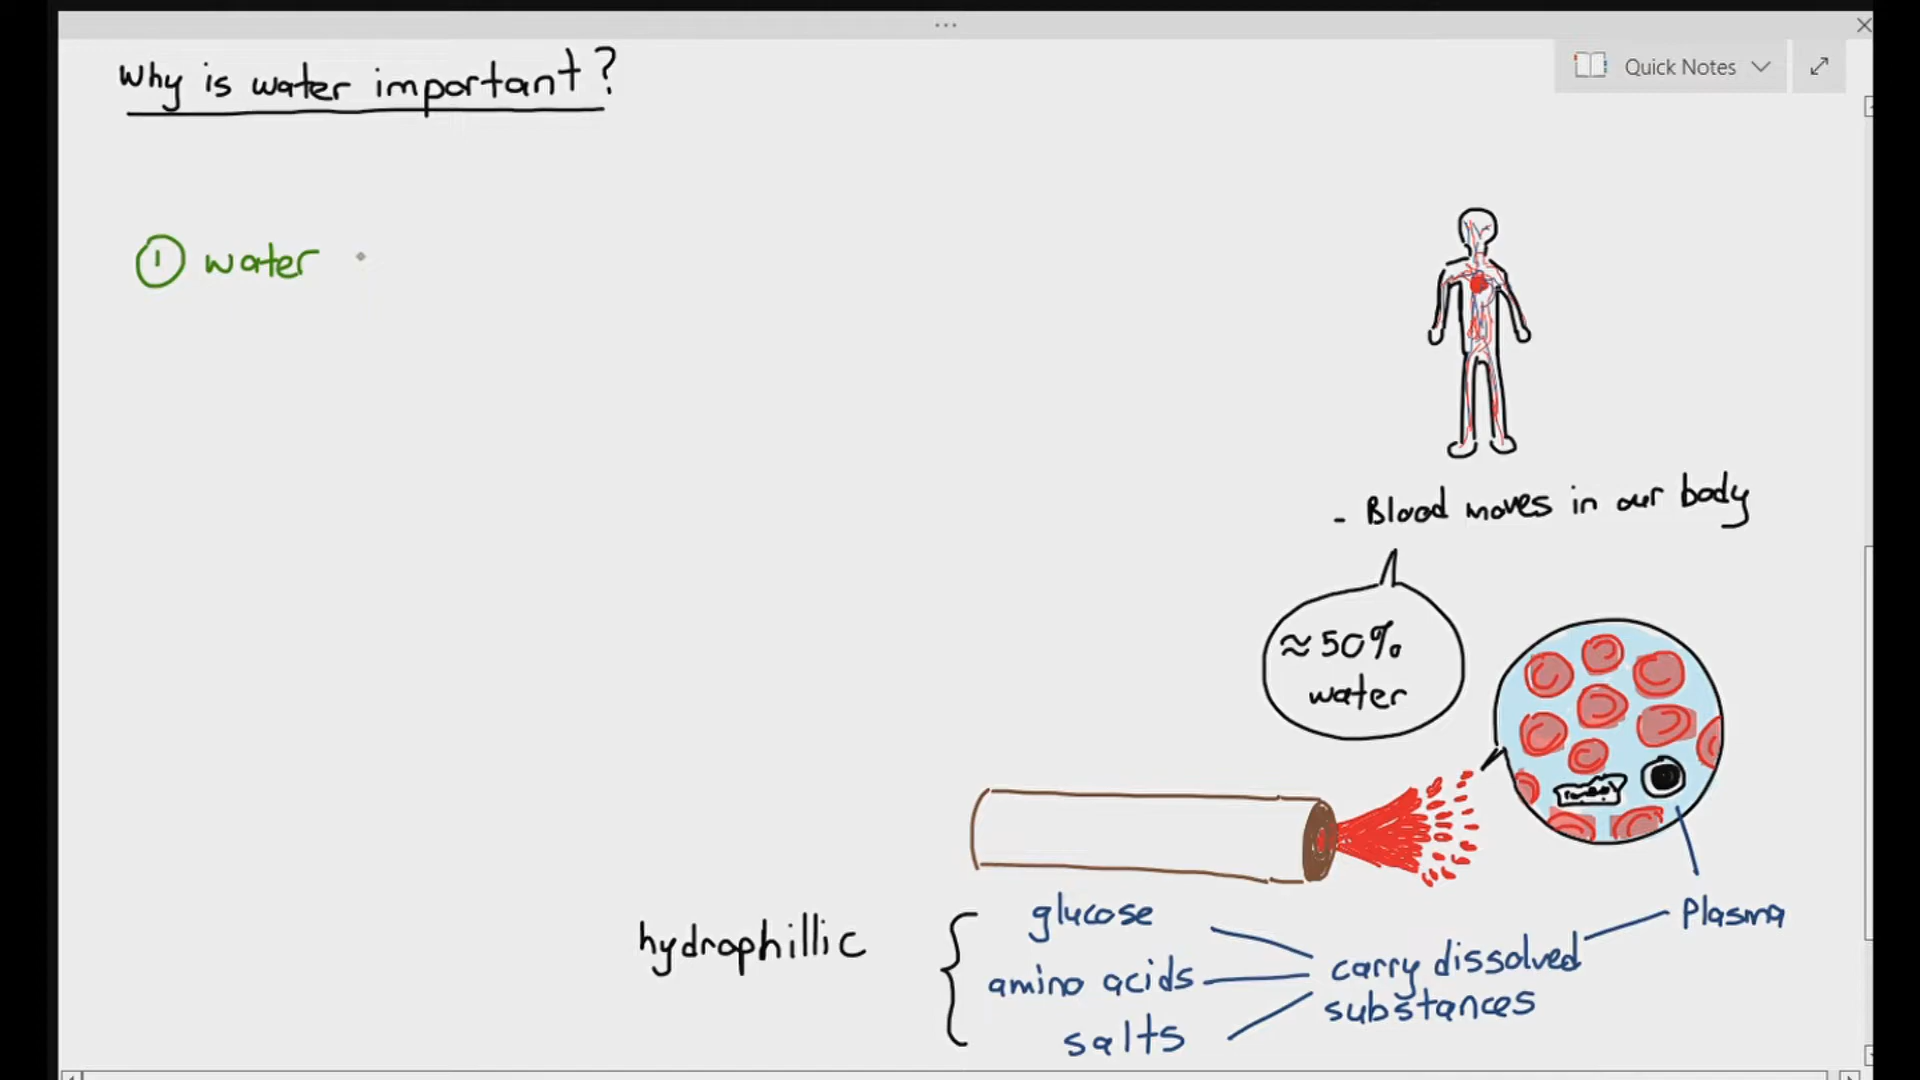 Why is water important?
Quick Notes
① water
- Blood moves in our body
≈50%
water
Plasma
glucose
hydrophillic
amino acids
carry dissolved
substances
salts